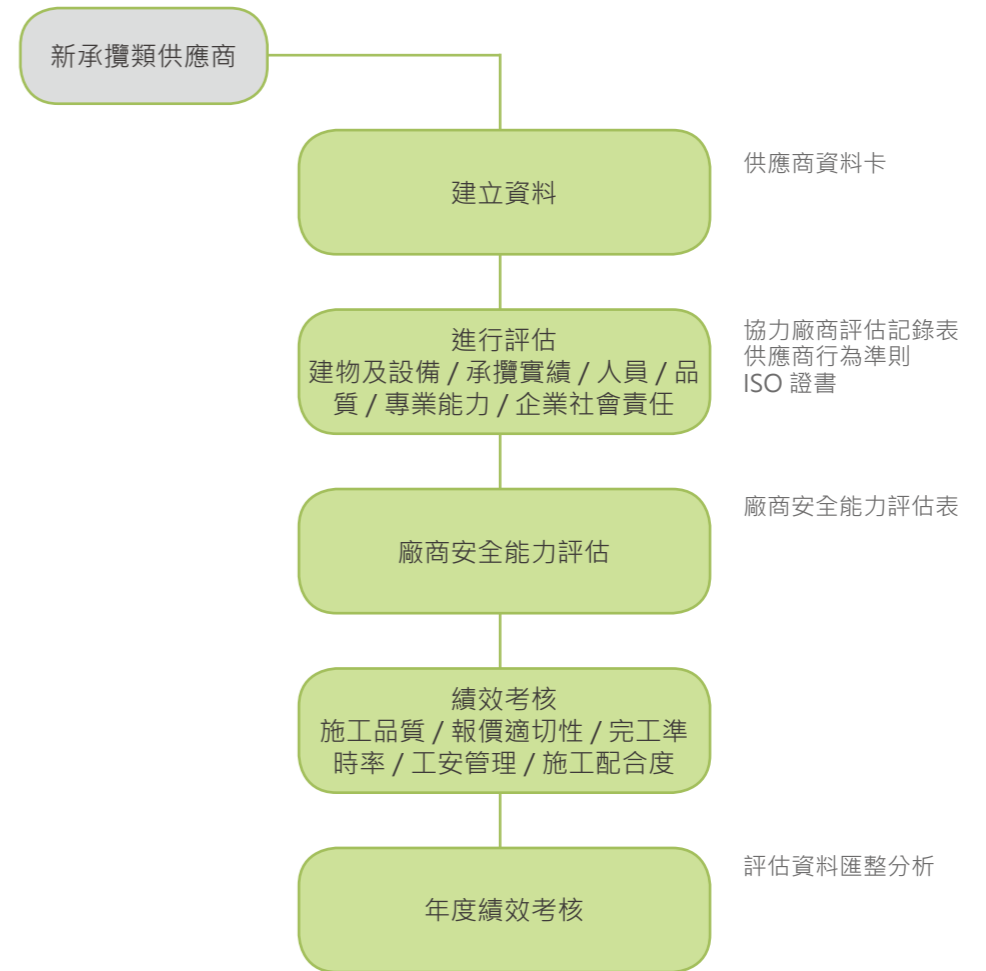 新承攬類供應商
建立資料
供應商資料卡
進行評估
建物及設備 / 承攬實績 / 人員 / 品
質 / 專業能力 / 企業社會責任
協力廠商評估記錄表
供應商行為準則
ISO 證書
廠商安全能力評估
廠商安全能力評估表
績效考核
施工品質 / 報價適切性 / 完工準
時率 / 工安管理 / 施工配合度
年度績效考核
評估資料匯整分析